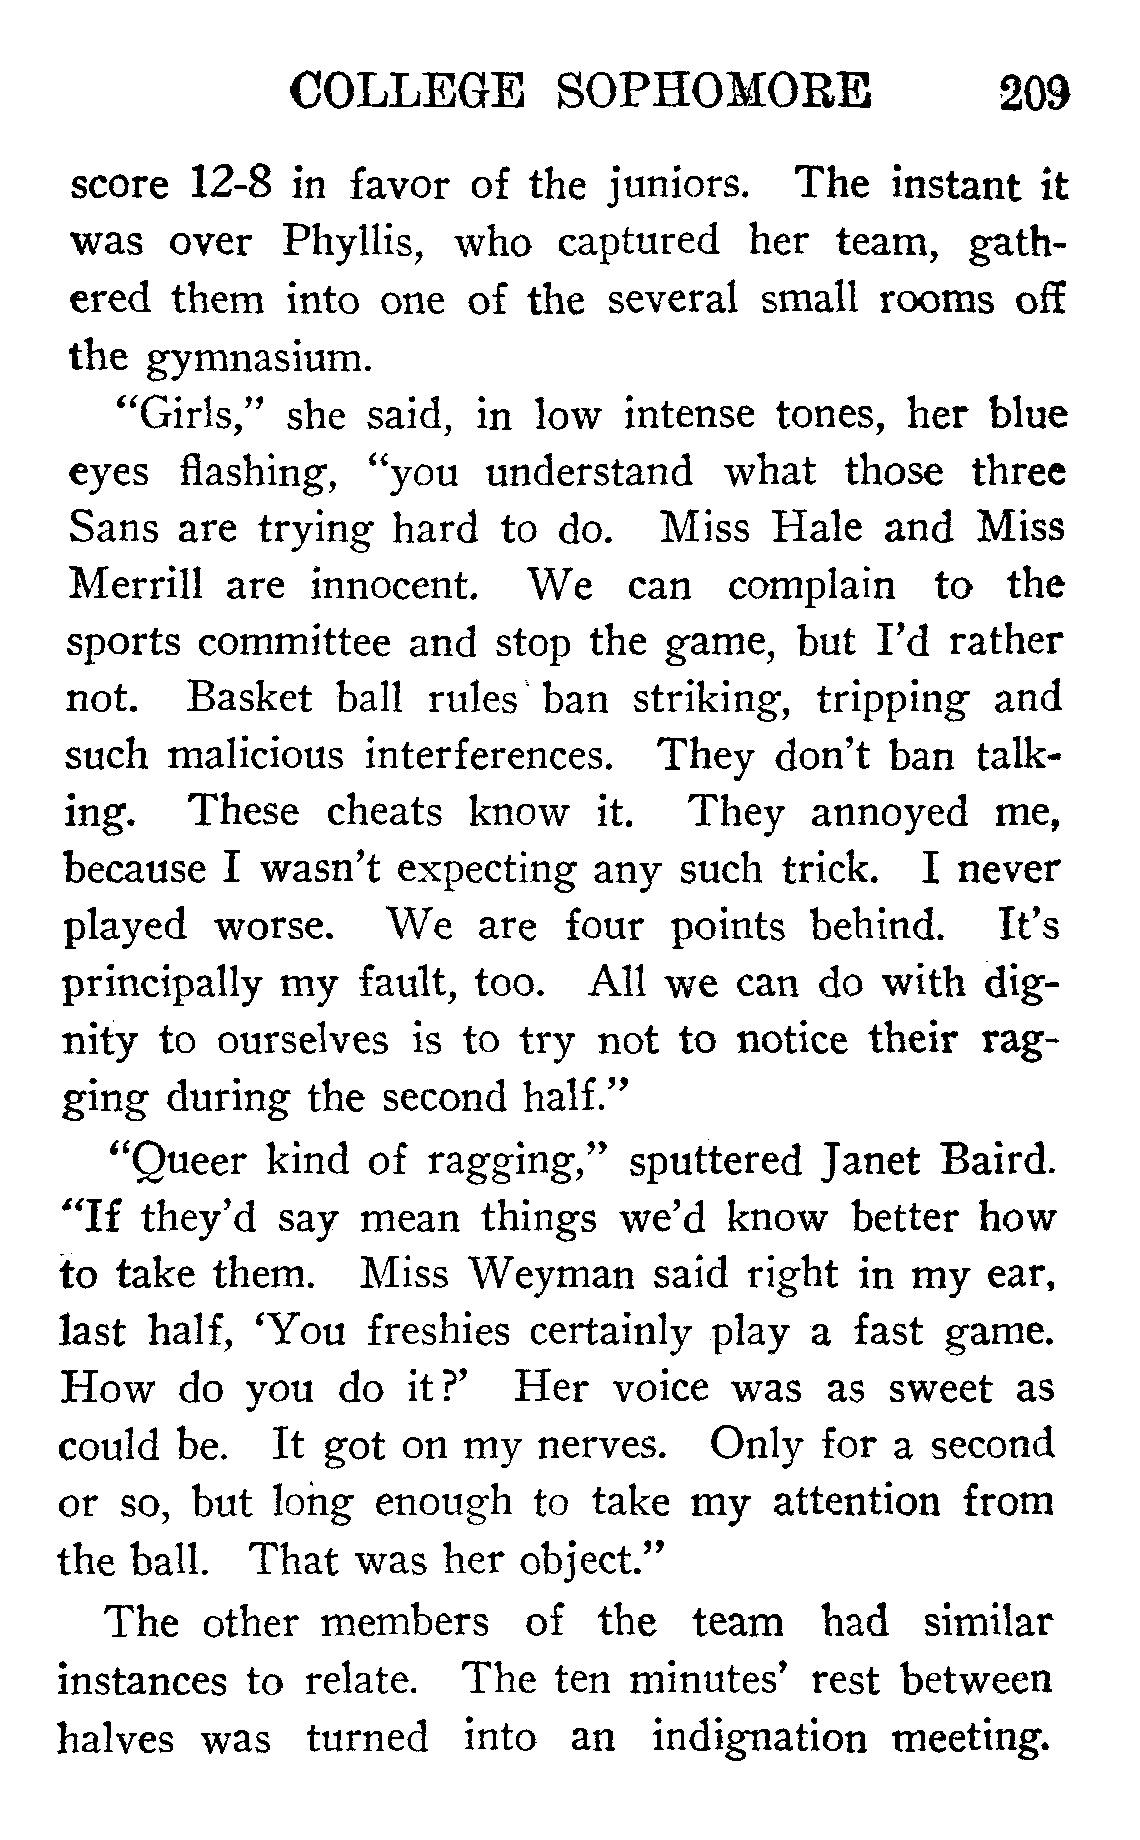 COLLEGE SOPHOMORE 209
score 12-8 in favor of the juniors. The instant it
was over Phyllis, who captured her team, gath-
ered them into one of the several small rooms off
the gymnasium.
“Girls,” she said, in low intense tones, her blue
eyes flashing, “you understand what those three
Sans are trying hard to do. Miss Hale and Miss
Merrill are innocent. We can complain to the
sports committee and stop the game, but I’d rather
not. Basket ball rules ban striking, tripping and
such malicious interferences. They don’t ban talk-
ing. These cheats know it. They annoyed me,
because I wasn’t expecting any such trick. I never
played worse. We are four points behind. It’s
principally my fault, too. All we can do with dig-
nity to ourselves is to try not to notice their rag-
ging during the second half.”
“Queer kind of ragging,” sputtered Janet Baird.
“If they’d say mean things we’d know better how
to take them. Miss Weyman said right in my ear,
last half, ‘You freshies certainly play a fast game.
How do you do it?’ Her voice was as sweet as
could be. It got on my nerves. Only for a second
or so, but long enough to take my attention from
the ball. That was her object.”
The other members of the team had similar
instances to relate. The ten minutes’ rest between
halves was turned into an indignation meeting.